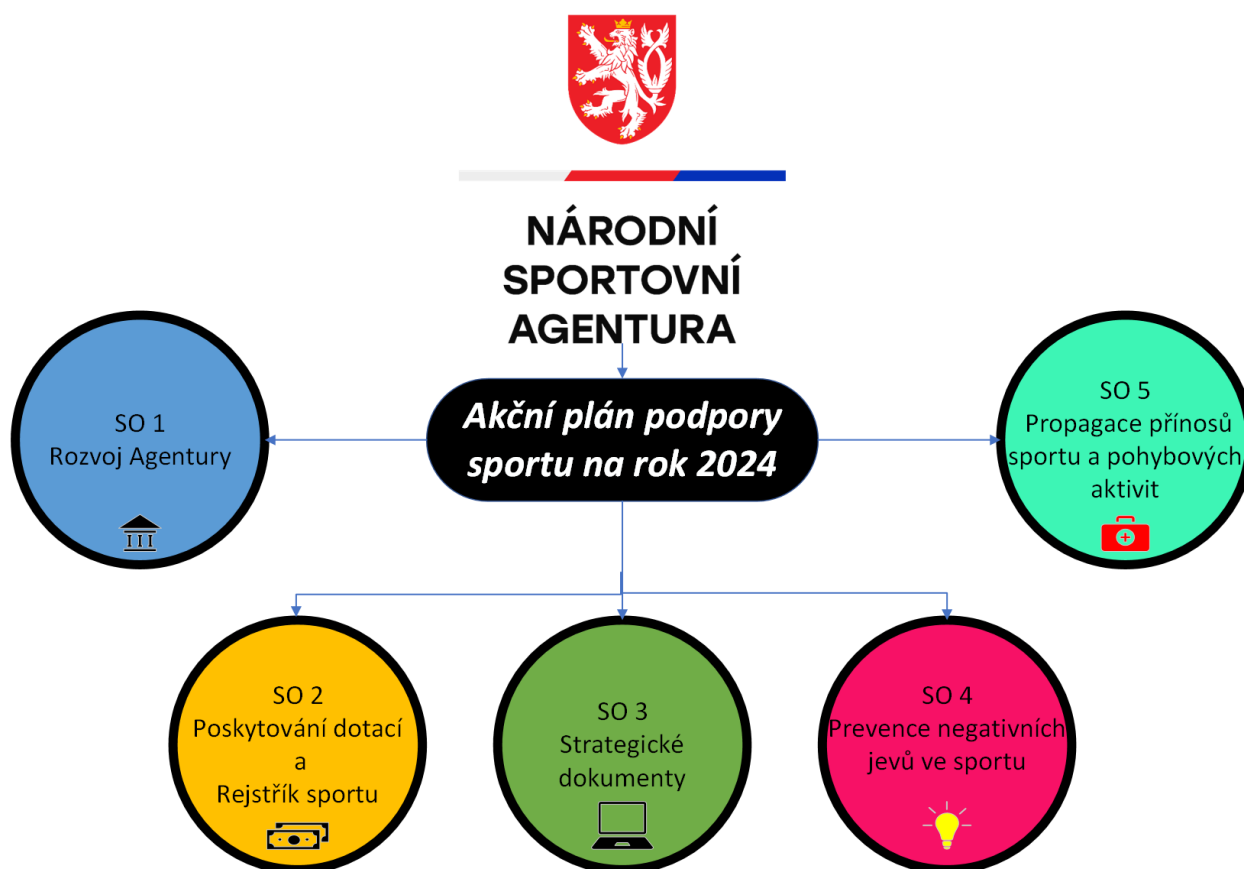 NÁRODNÍ
SPORTOVNÍ
AGENTURA
Akční plán podpory
sportu na rok 2024
SO 1
Rozvoj Agentury
SO 5
Propagace přínosů
sportu a pohybových
aktivit
SO 2
Poskytování dotací
a
Rejstřík sportu
SO 3
Strategické
dokumenty
SO 4
Prevence negativních
jevů ve sportu